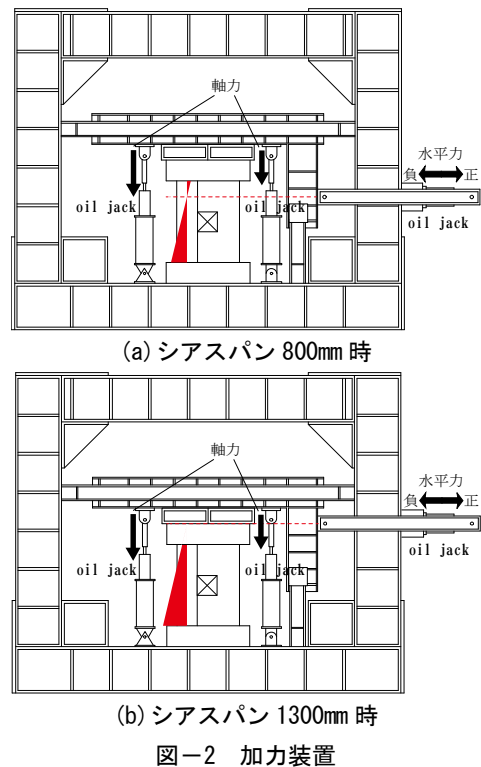 軸力
水平力
負 正
oil jack oil jack oil jack
(a)シアスパン 800mm 時
軸力
水平力
負 正
oil jack
oil jack oil jack
(b)シアスパン 1300mm 時
図-2 加力装置